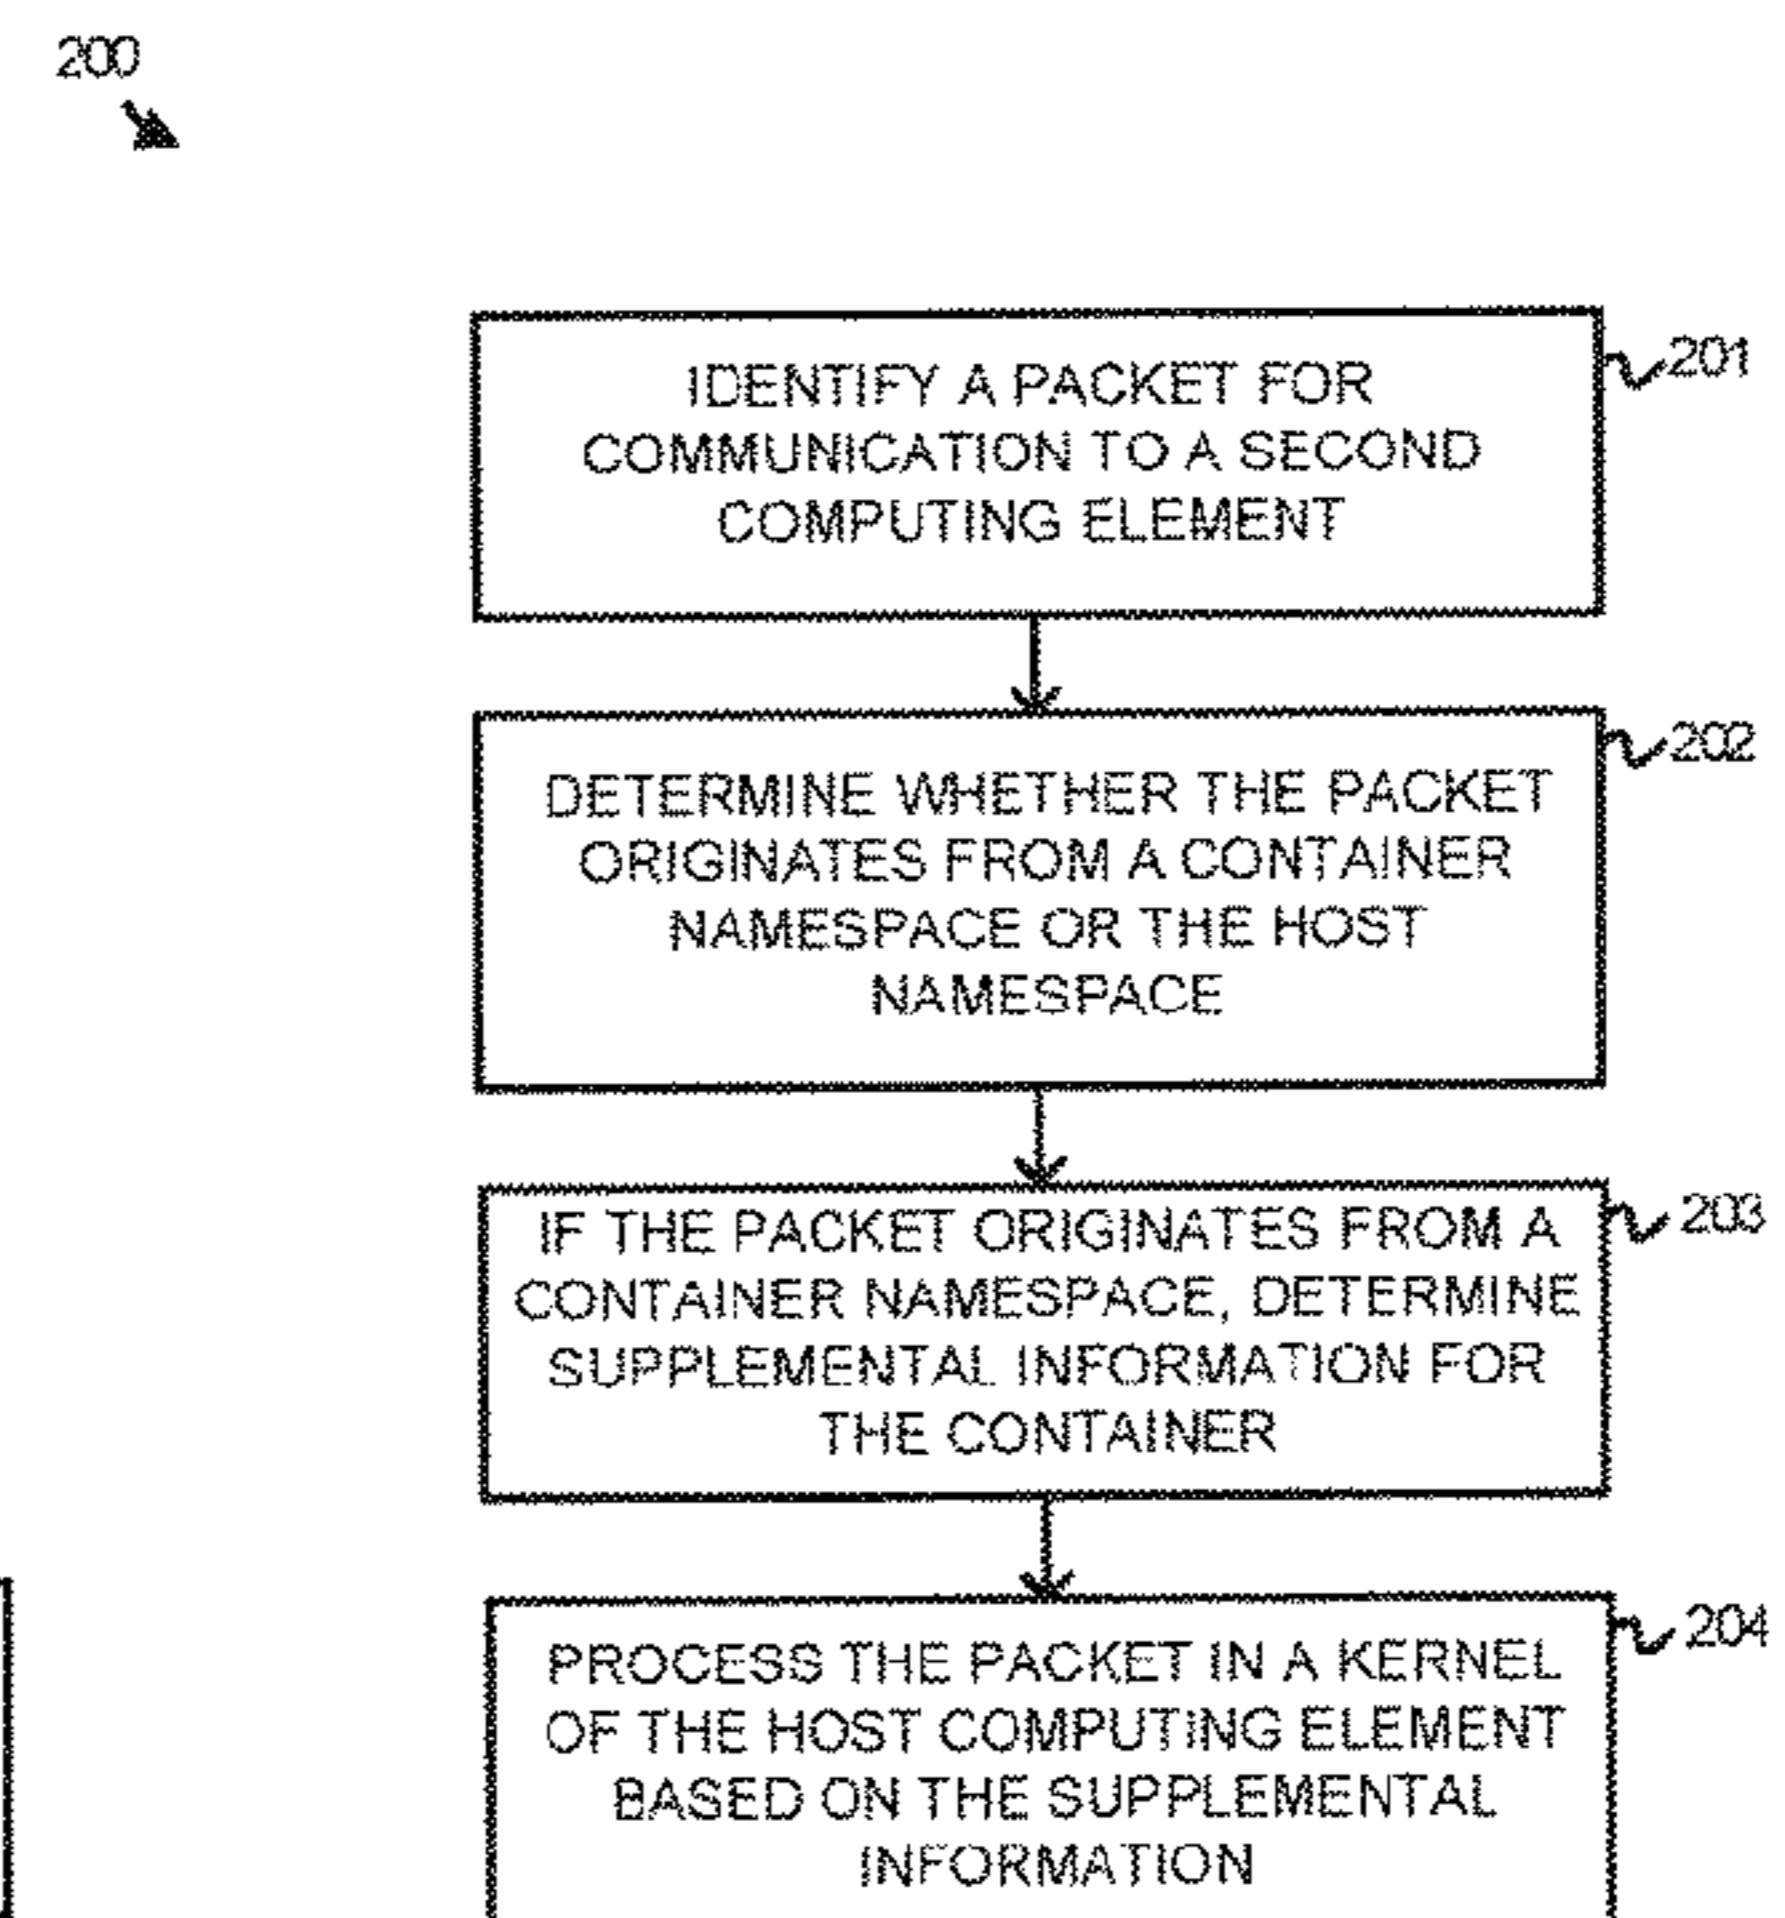 200
IDENTIFY A PACKET FOR
COMMUNICATION TO A SECOND
COMPUTING ELEMENT
201
DETERMINE WHETHER THE PACKET
ORIGINATES FROM A CONTAINER
NAMESPACE OR THE HOST
NAMESPACE
202
IF THE PACKET ORIGINATES FROM A
CONTAINER NAMESPACE, DETERMINE
SUPPLEMENTAL INFORMATION FOR
THE CONTAINER
203
PROCESS THE PACKET IN A KERNEL
OF THE HOST COMPUTING ELEMENT
BASED ON THE SUPPLEMENTAL
INFORMATION
204